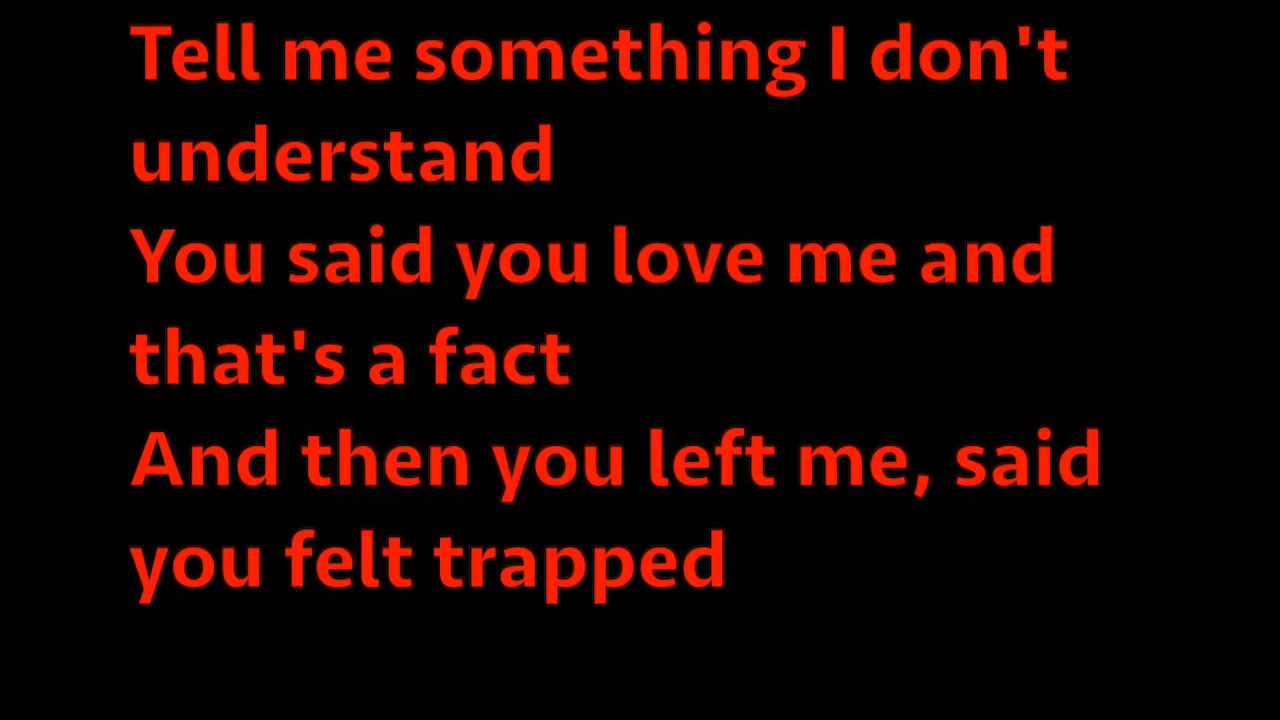 Tell me something I don't
understand
You said you love me and
that's a fact
And then you left me, said
you felt trapped